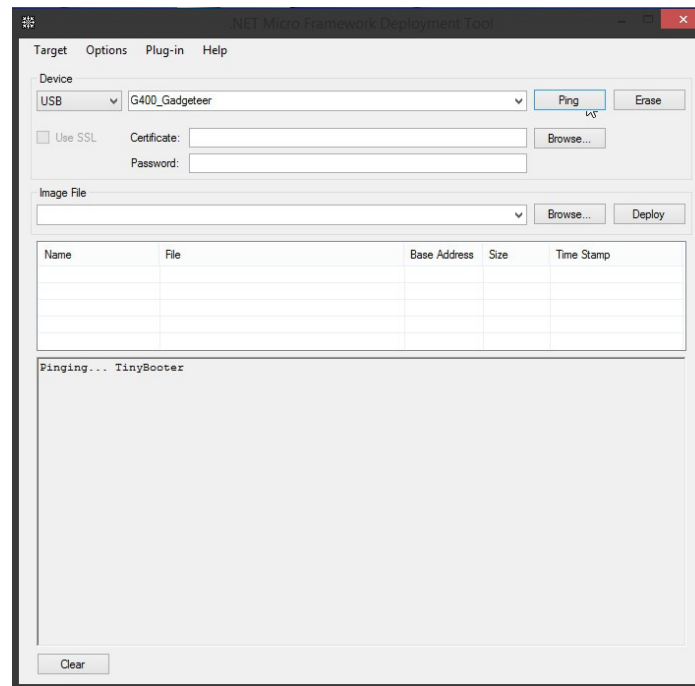 .NET Micro Framework Deployment Tool
Target Options Plug-in Help
Device
USB G400_Gadgeteer Ping Erase
Use SSL Certificate: Browse...
Password:
Image File
Browse... Deploy
Name File Base Address Size Time Stamp
Pinging... TinyBooter
Clear